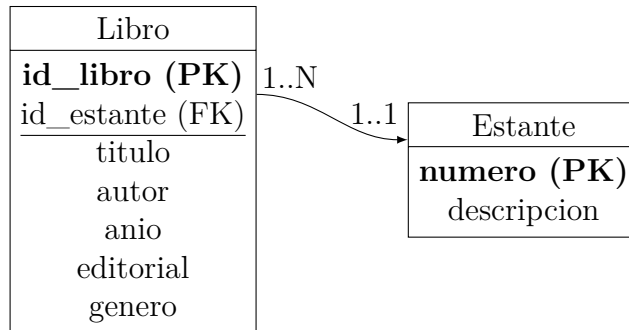 Libro
id_libro (PK)
id_estante (FK)
titulo
autor
anio
editorial
genero
1..N
1..1
Estante
numero (PK)
descripcion